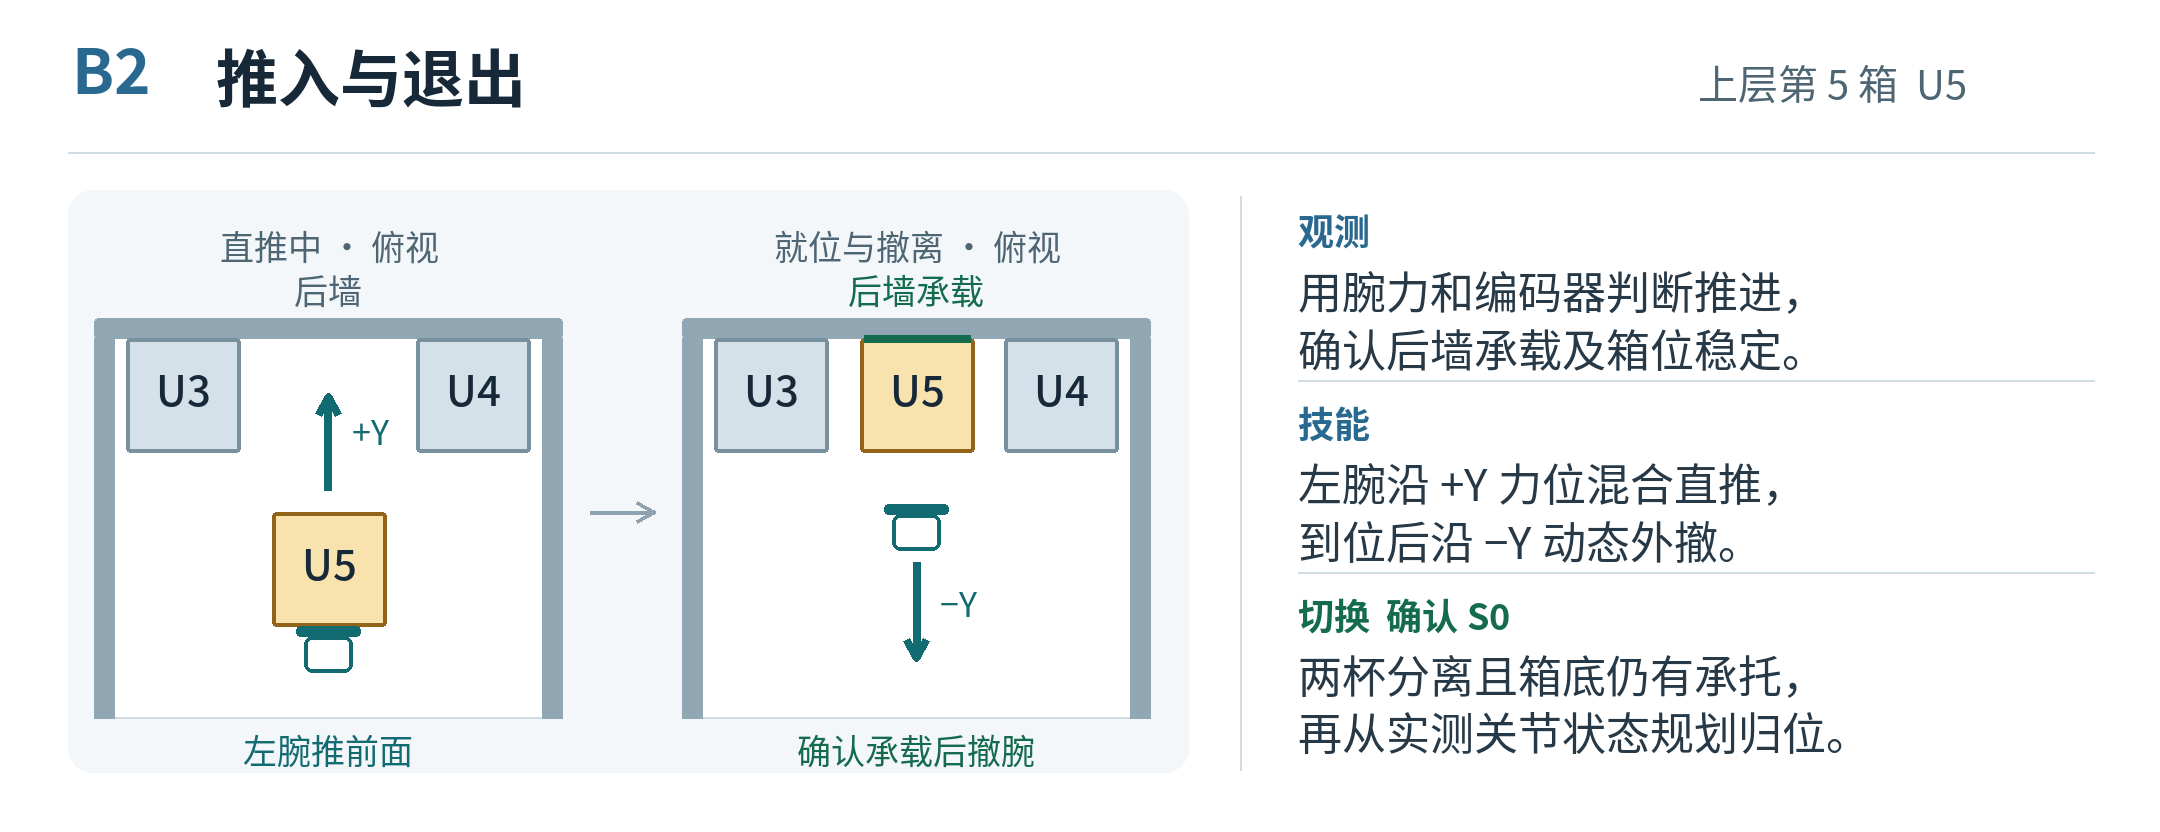 B2 推入与退出
上层第 5 箱 U5
直推中 · 俯视
后墙
U3
U4
+Y
U5
左腕推前面
就位与撤离 · 俯视
后墙承载
U3
U5
U4
−Y
确认承载后撤腕
观测
用腕力和编码器判断推进，
确认后墙承载及箱位稳定。
技能
左腕沿 +Y 力位混合直推，
到位后沿 −Y 动态外撤。
切换 确认 S0
两杯分离且箱底仍有承托，
再从实测关节状态规划归位。